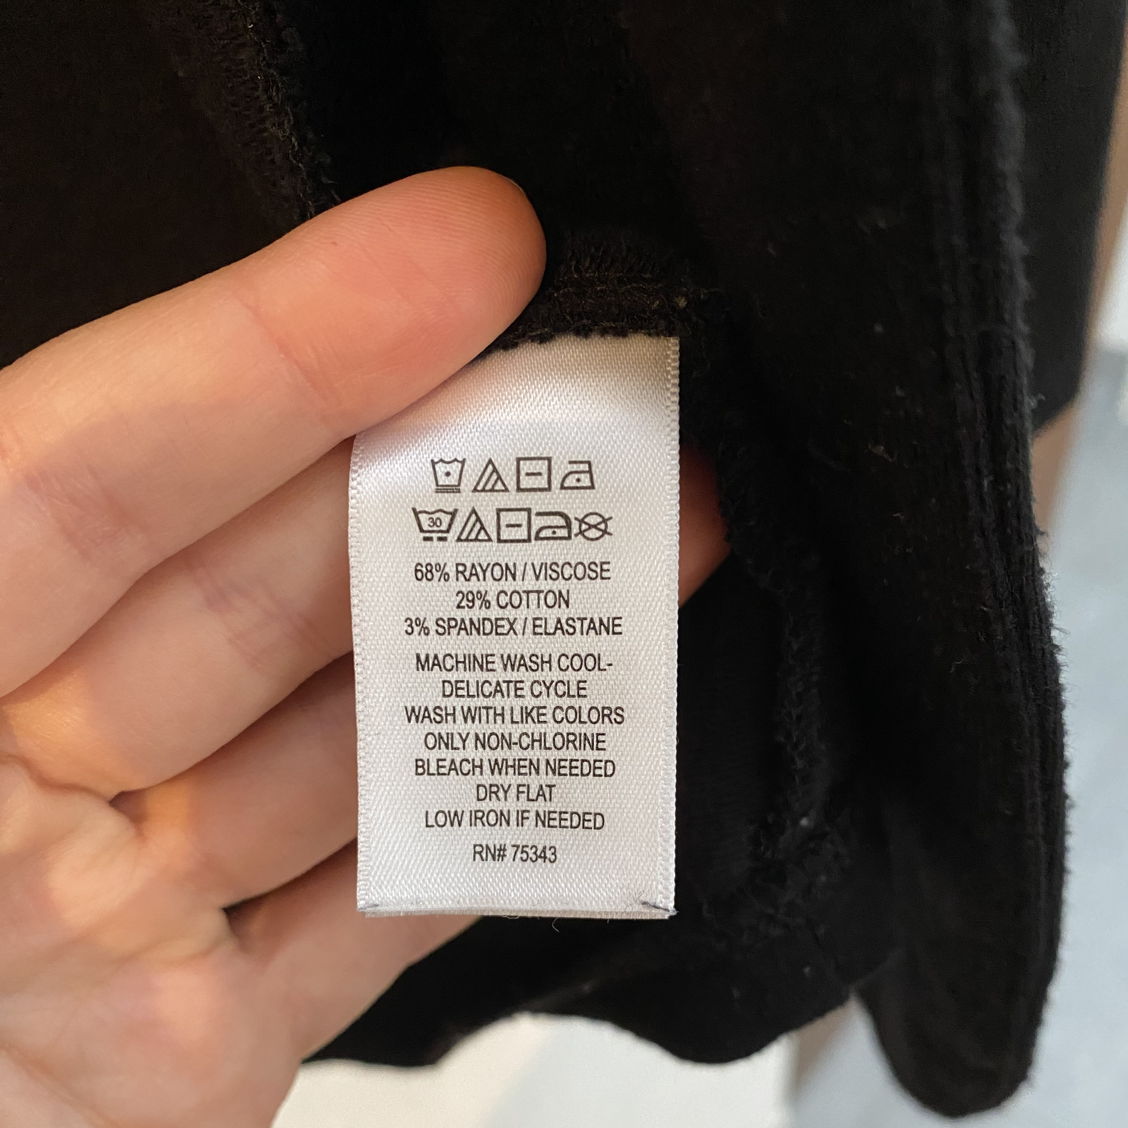 30
68% RAYON / VISCOSE
29% COTTON
3% SPANDEX / ELASTANE
MACHINE WASH COOL-
DELICATE CYCLE
WASH WITH LIKE COLORS
ONLY NON-CHLORINE
BLEACH WHEN NEEDED
DRY FLAT
LOW IRON IF NEEDED
RN# 75343